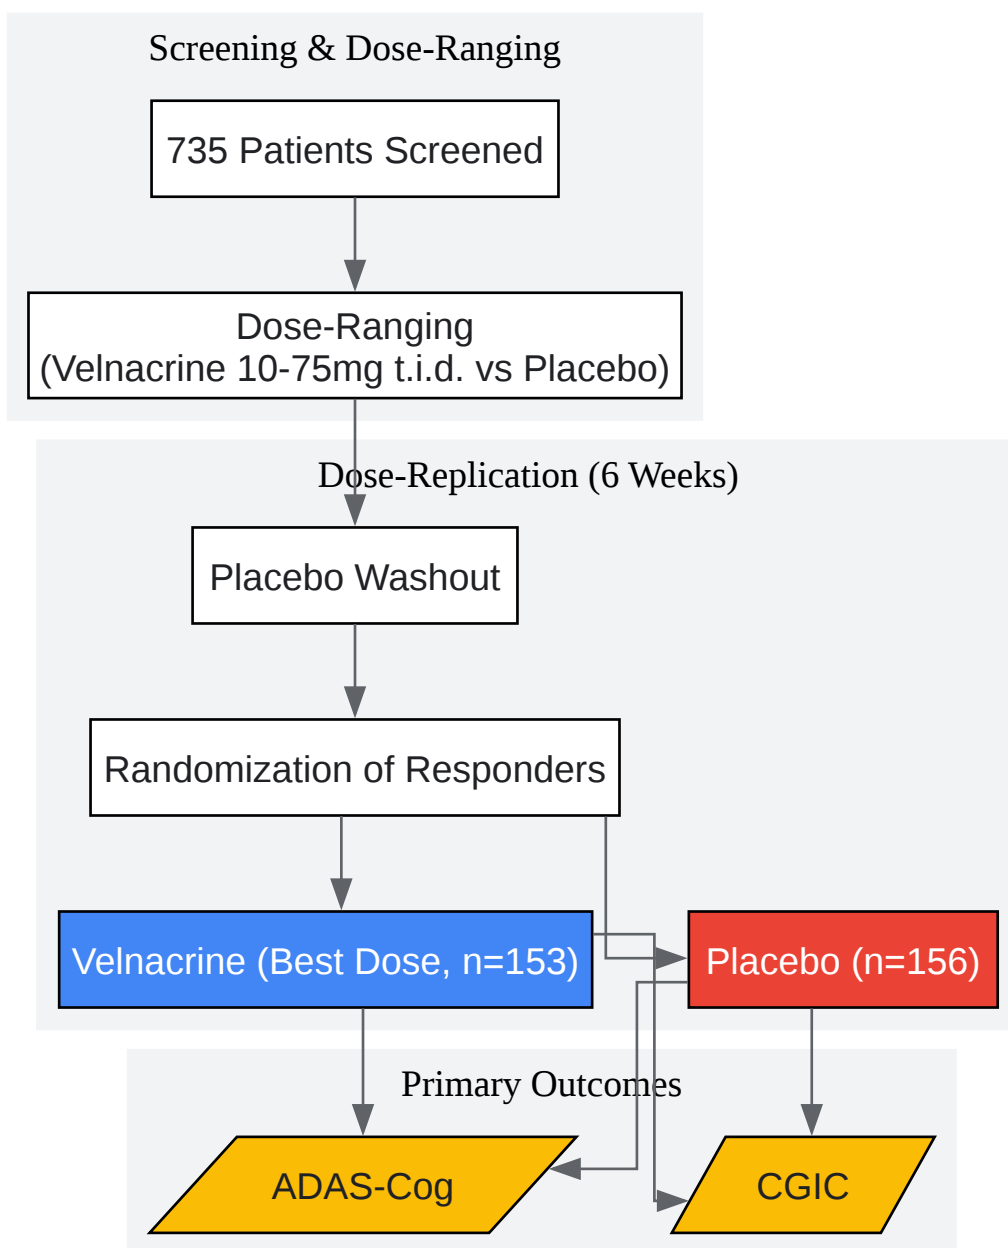 Screening & Dose-Ranging
735 Patients Screened
Dose-Ranging
(Velnacrine 10-75mg t.i.d. vs Placebo)
Dose-Replication (6 Weeks)
Placebo Washout
Randomization of Responders
Velnacrine (Best Dose, n=153)
Placebo (n=156)
Primary Outcomes
ADAS-Cog
CGIC